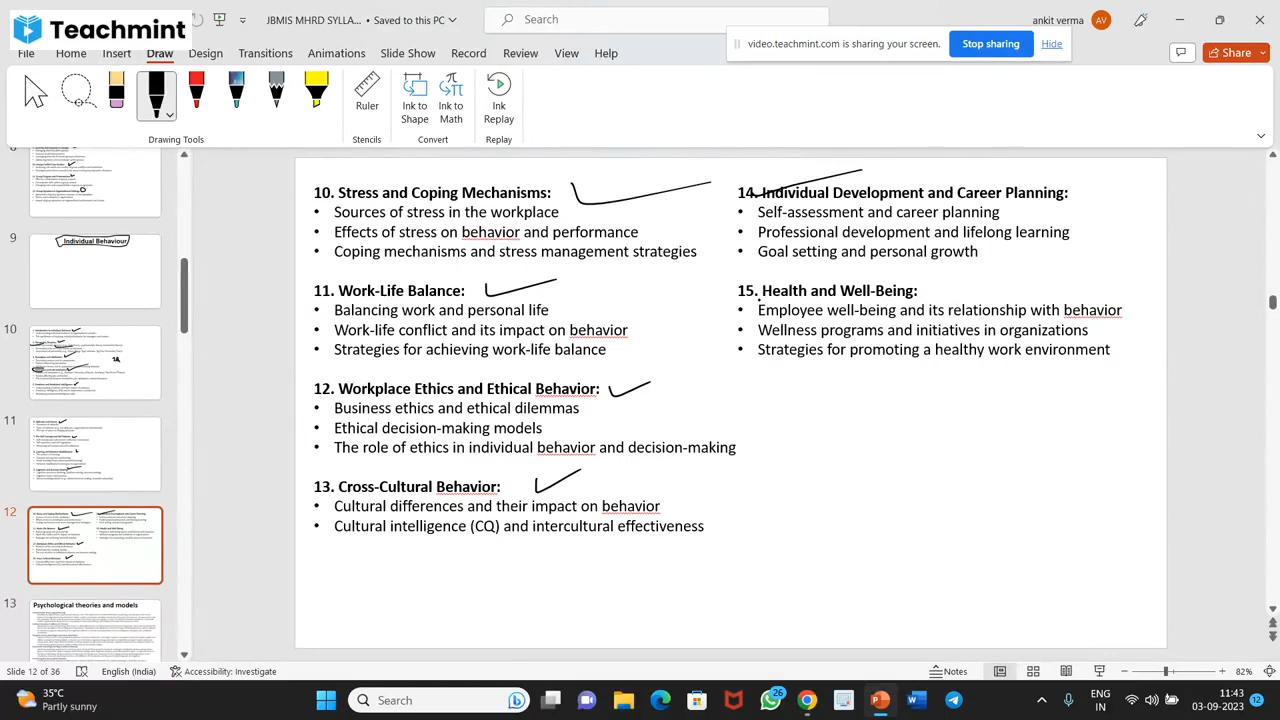 Teachmint
JBMIS MHRD SYLLA... • Saved to this PC
Search
ankit verma
AV
video.teachmint.com is sharing your screen.
Stop sharing
Hide
File
Home
Insert
Draw
Design
Transitions
Animations
Slide Show
Record
Review
View
Help
Share
Ruler
Ink to Shape
Ink to Math
Ink Replay
Drawing Tools
Stencils
Convert
Replay
9
Individual Behaviour
10
11
12
13
Psychological theories and models
10. Stress and Coping Mechanisms:
• Sources of stress in the workplace
• Effects of stress on behavior and performance
• Coping mechanisms and stress management strategies
11. Work-Life Balance:
• Balancing work and personal life
• Work-life conflict and its impact on behavior
• Strategies for achieving work-life balance
12. Workplace Ethics and Ethical Behavior:
• Business ethics and ethical dilemmas
• Ethical decision-making models
• The role of ethics in individual behavior and decision-making
13. Cross-Cultural Behavior:
• Cultural differences and their impact on behavior
• Cultural intelligence (CQ) and intercultural effectiveness
14. Individual Development and Career Planning:
• Self-assessment and career planning
• Professional development and lifelong learning
• Goal setting and personal growth
15. Health and Well-Being:
• Employee well-being and its relationship with behavior
• Wellness programs and initiatives in organizations
• Strategies for promoting a healthy work environment
Slide 12 of 36
English (India)
Accessibility: Investigate
Notes
82%
35°C
Partly sunny
Search
26
ENG
IN
11:43
03-09-2023
12